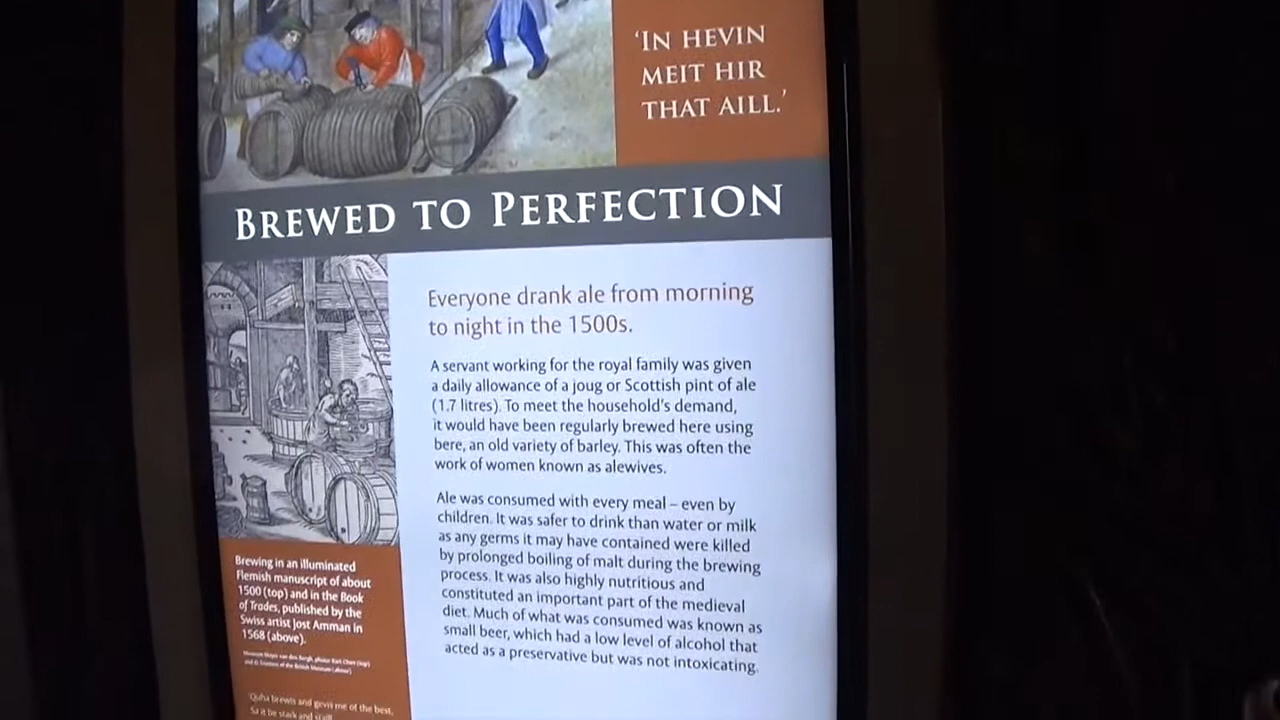 ‘IN HEVIN
MEIT HIR
THAT AILL.’
BREWED TO PERFECTION
Everyone drank ale from morning
to night in the 1500s.
A servant working for the royal family was given
a daily allowance of a joug or Scottish pint of ale
(1.7 litres). To meet the household’s demand,
it would have been regularly brewed here using
bere, an old variety of barley. This was often the
work of women known as alewives.
Ale was consumed with every meal – even by
children. It was safer to drink than water or milk
as any germs it may have contained were killed
by prolonged boiling of malt during the brewing
process. It was also highly nutritious and
constituted an important part of the medieval
diet. Much of what was consumed was known as
small beer, which had a low level of alcohol that
acted as a preservative but was not intoxicating.
Brewing in an illuminated
Flemish manuscript of about
1500 (top) and in the Book
of Trades, published by the
Swiss artist Jost Amman in
1568 (above).
‘Quha brewis and gevis me of the best,
Sa it be stark and staill